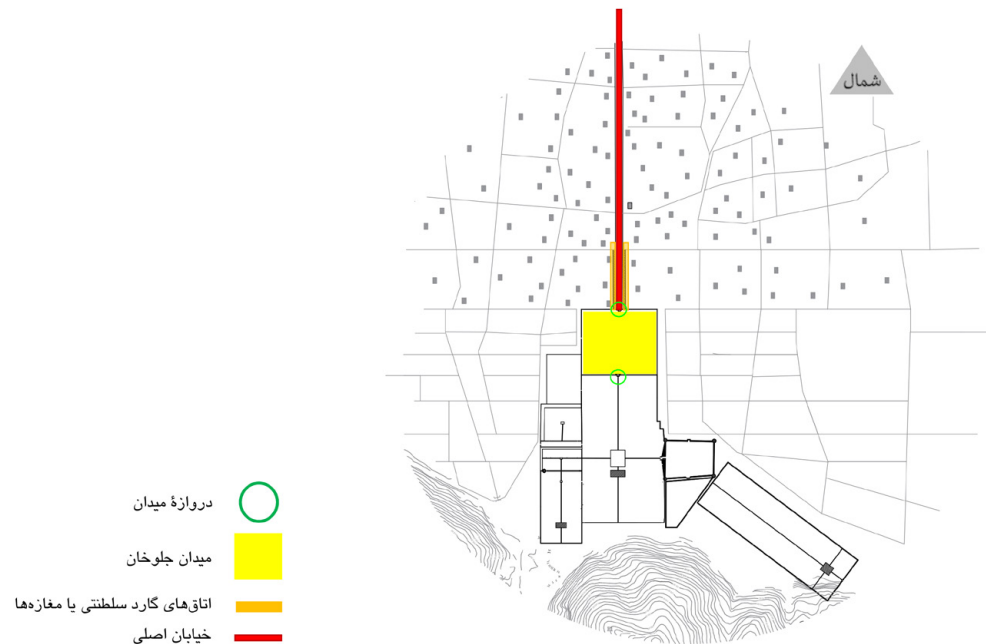 شمال
دروازهٔ میدان
میدان جلوخان
اتاق‌های گارد سلطنتی یا مغازه‌ها
خیابان اصلی